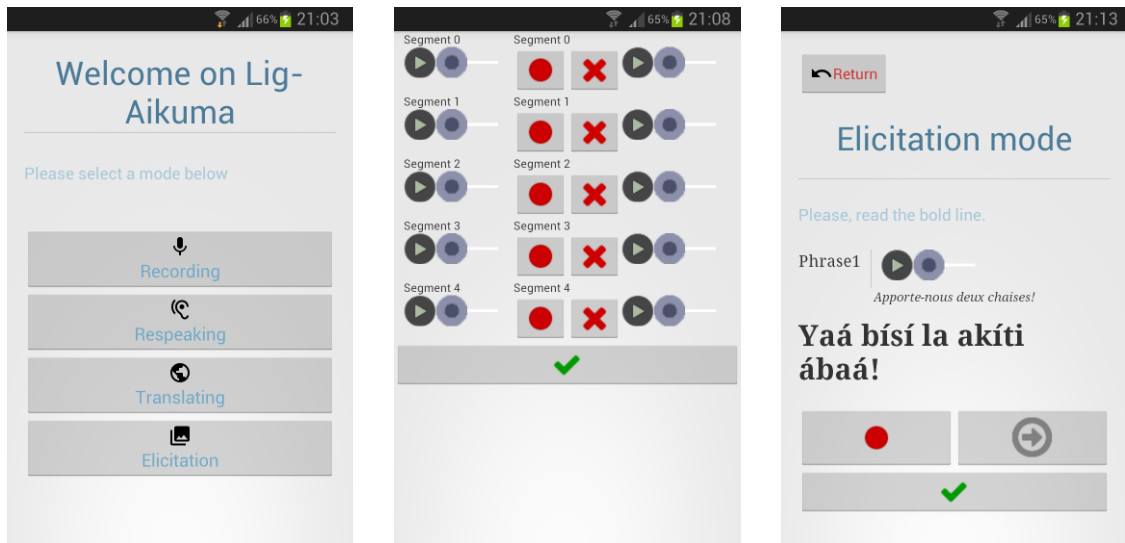 66% 21:03
Welcome on Lig-
Aikuma
Please select a mode below
Recording
Respeaking
Translating
Elicitation
65% 21:08
Segment 0 Segment 0
Segment 1 Segment 1
Segment 2 Segment 2
Segment 3 Segment 3
Segment 4 Segment 4
65% 21:13
Return
Elicitation mode
Please, read the bold line.
Phrase1
Apporte-nous deux chaises!
Yaá bísí la akíti
ábaá!